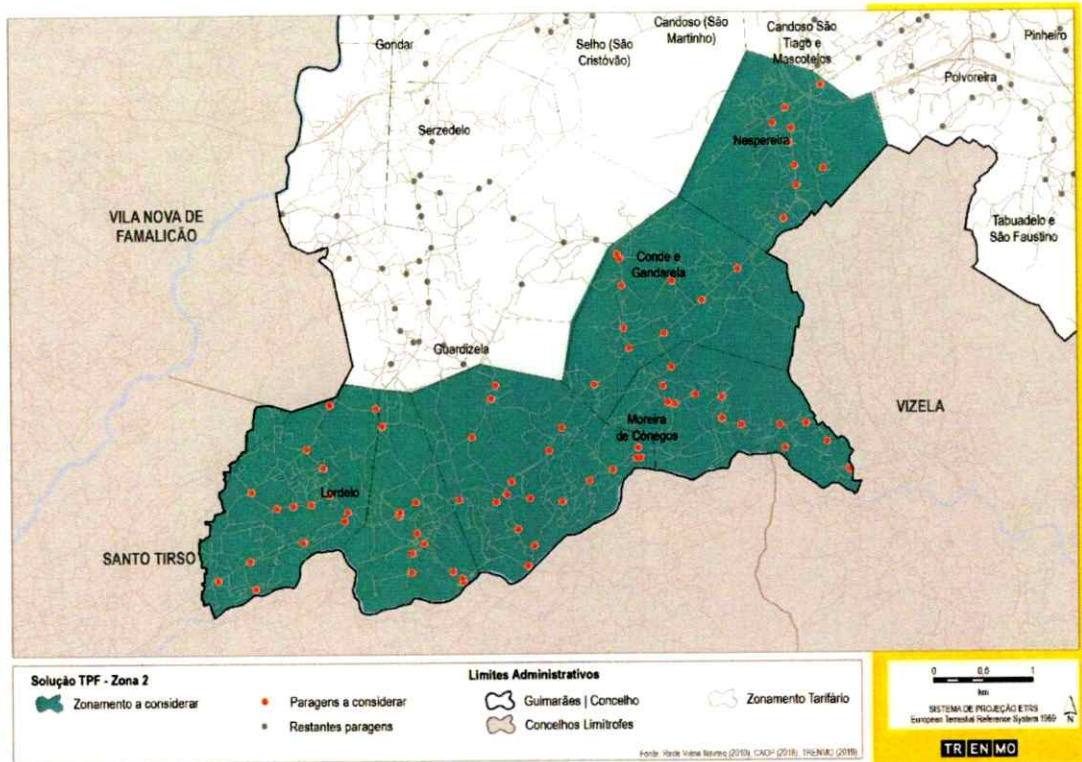 Gondar
Selho (São
Cristóvão)
Candoso (São
Martinho)
Candoso São
Tiago e
Mascotelos
Pinheiro
Polvoreira
Serzedelo
Nespereira
VILA NOVA DE
FAMALICÃO
Tabuadelo e
São Faustino
Conde e
Gandarela
Guardizela
VIZELA
Moreira
de Cónegos
Lordelo
SANTO TIRSO
Solução TPF - Zona 2
Zonamento a considerar
Paragens a considerar
Restantes paragens
Limites Administrativos
Guimarães | Concelho
Concelhos Limítrofes
Zonamento Tarifário
0 0,5 1
km
SISTEMA DE PROJEÇÃO ETRS
European Terrestrial Reference System 1989
N
TRENMO